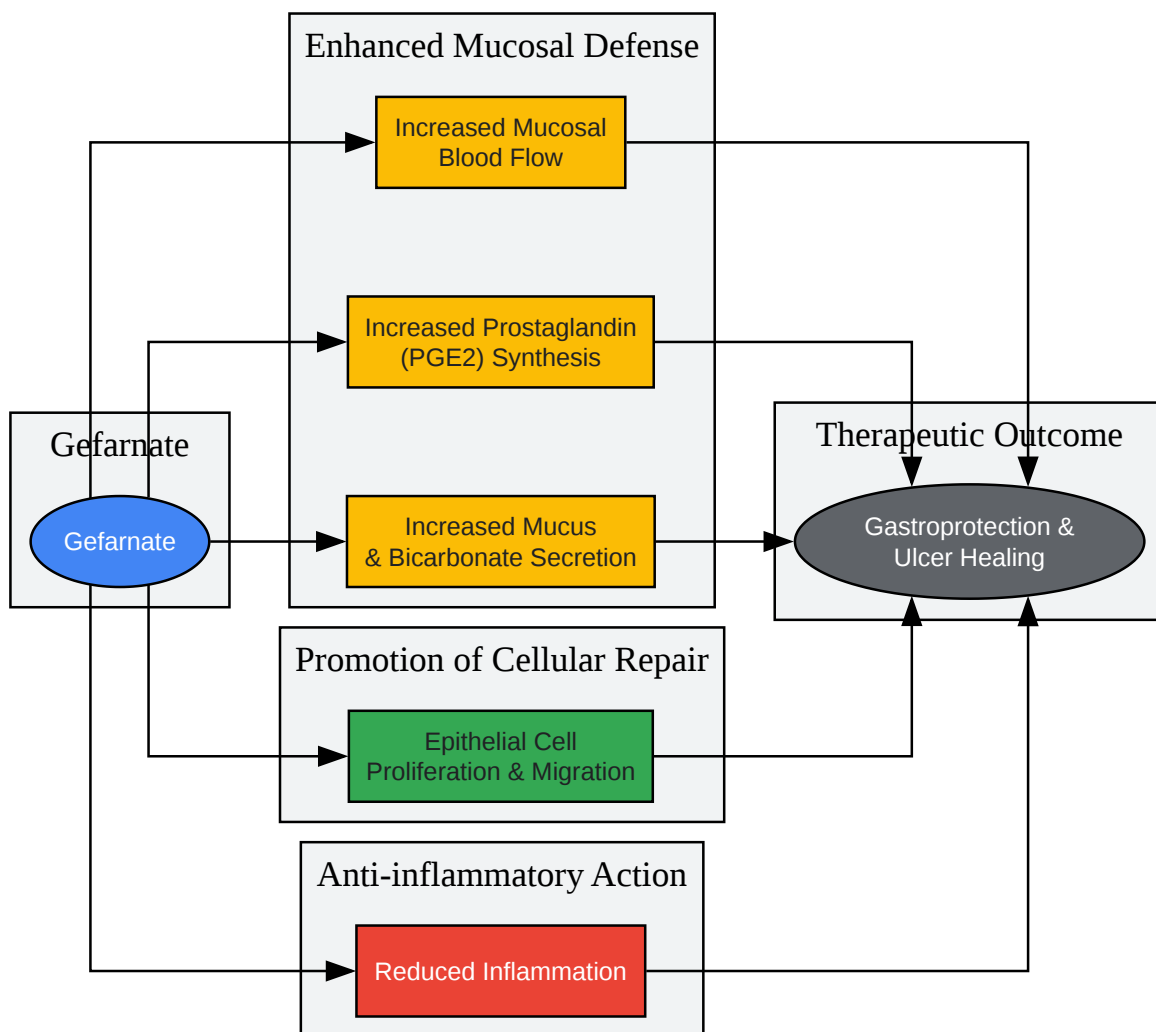 Enhanced Mucosal Defense
Increased Mucosal
Blood Flow
Increased Prostaglandin
(PGE2) Synthesis
Increased Mucus
& Bicarbonate Secretion
Gefarnate
Gefarnate
Therapeutic Outcome
Gastroprotection &
Ulcer Healing
Promotion of Cellular Repair
Epithelial Cell
Proliferation & Migration
Anti-inflammatory Action
Reduced Inflammation